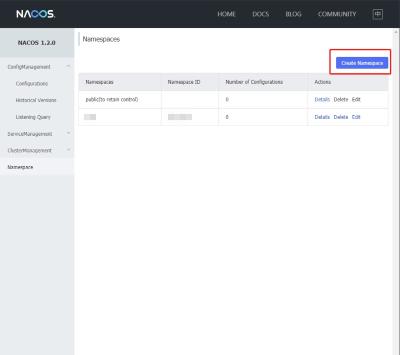 NACOS.
HOME DOCS BLOG COMMUNITY 中
NACOS 1.2.0
Namespaces
ConfigManagement
Create Namespace
Configurations
Namespaces Namespace ID Number of Configurations Actions
Historical Versions
public(to retain control) 0 Details Delete Edit
Listening Query
0 Details Delete Edit
ServiceManagement
ClusterManagement
Namespace